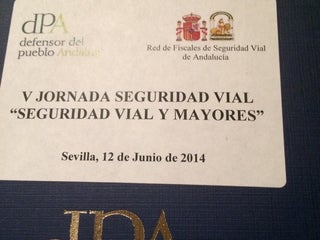 dPA
defensor del
pueblo Andaluz
Red de Fiscales de Seguridad Vial
de Andalucía
V JORNADA SEGURIDAD VIAL
“SEGURIDAD VIAL Y MAYORES”
Sevilla, 12 de Junio de 2014
dPA